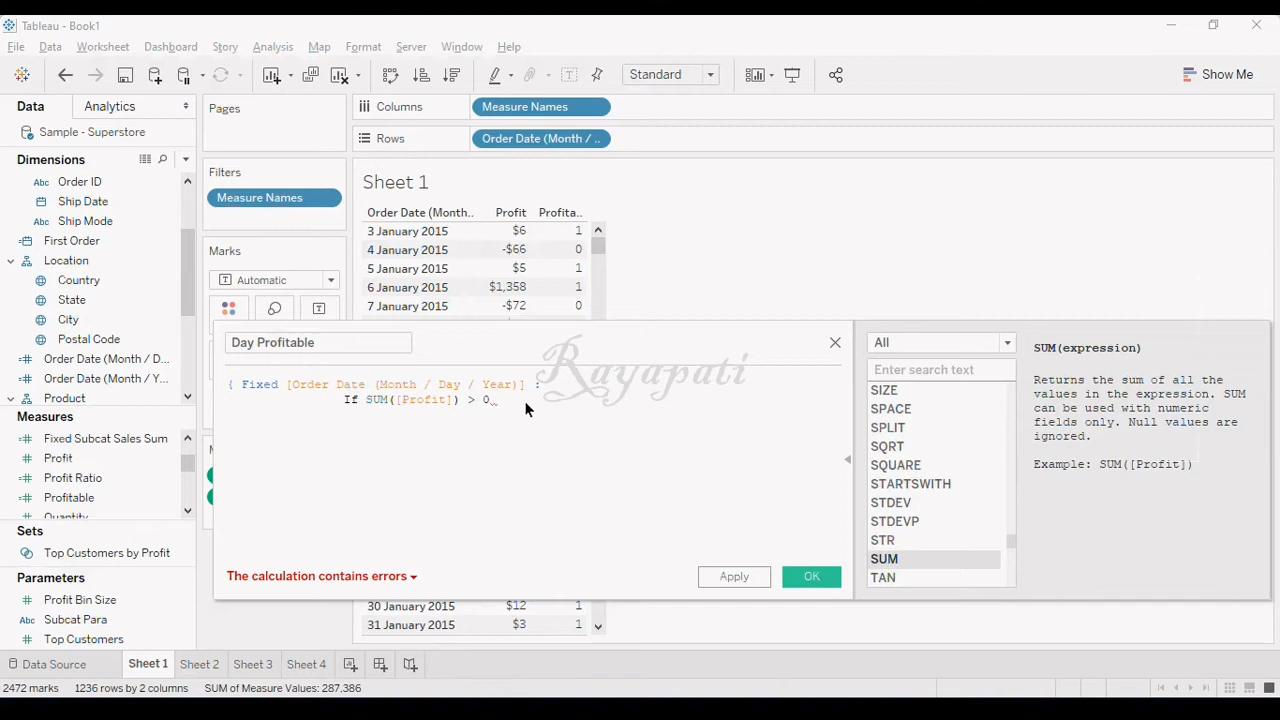 Tableau - Book1
File Data Worksheet Dashboard Story Analysis Map Format Server Window Help
Standard
Show Me
Data Analytics
Sample - Superstore
Dimensions
Abc Order ID
Ship Date
Abc Ship Mode
First Order
Location
Country
State
City
Postal Code
Order Date (Month / D...
Order Date (Month / Y...
Product
Measures
Fixed Subcat Sales Sum
Profit
Profit Ratio
Profitable
Quantity
Sets
Top Customers by Profit
Parameters
Profit Bin Size
Abc Subcat Para
Top Customers
Pages
Filters
Measure Names
Marks
Automatic
Columns Measure Names
Rows Order Date (Month / ..
Sheet 1
Order Date (Month.. Profit Profita..
3 January 2015 $6 1
4 January 2015 -$66 0
5 January 2015 $5 1
6 January 2015 $1,358 1
7 January 2015 -$72 0
Day Profitable
Rayapati
{ Fixed [Order Date (Month / Day / Year)] :
If SUM([Profit]) > 0
The calculation contains errors
Apply OK
All
Enter search text
SIZE
SPACE
SPLIT
SQRT
SQUARE
STARTSWITH
STDEV
STDEVP
STR
SUM
TAN
SUM(expression)
Returns the sum of all the
values in the expression. SUM
can be used with numeric
fields only. Null values are
ignored.
Example: SUM([Profit])
30 January 2015 $12 1
31 January 2015 $3 1
Data Source Sheet 1 Sheet 2 Sheet 3 Sheet 4
2472 marks 1236 rows by 2 columns SUM of Measure Values: 287.386